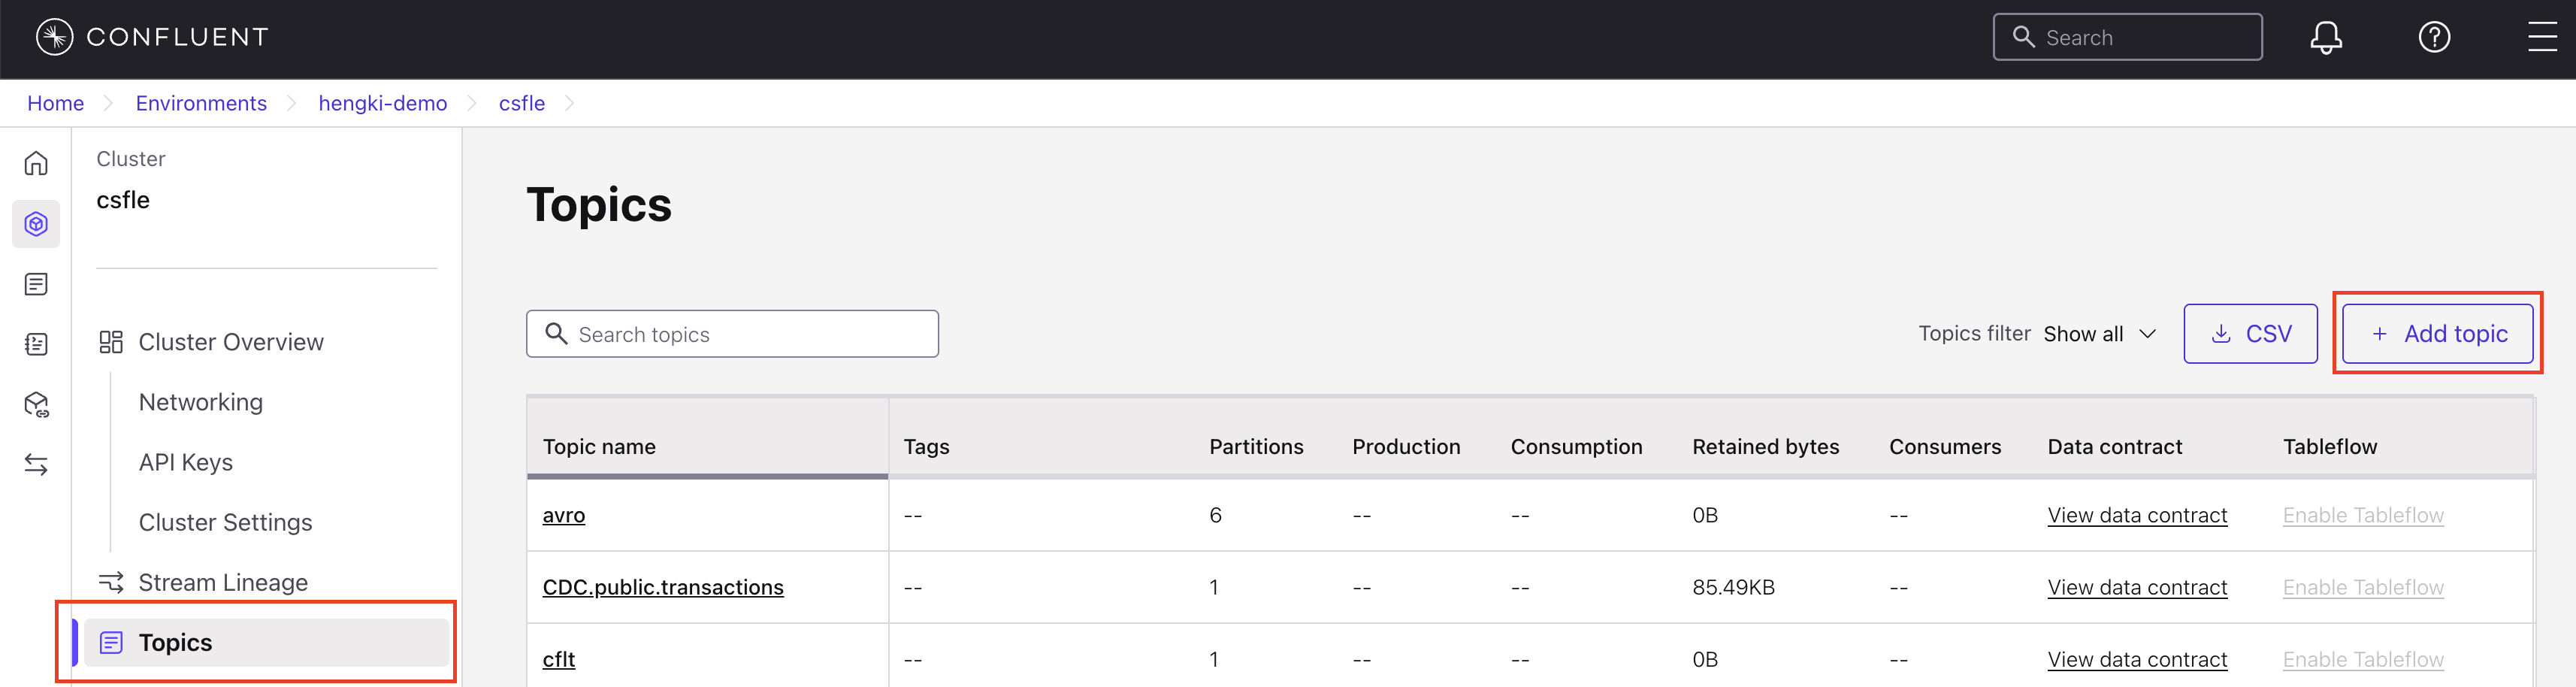 CONFLUENT
Search
Home Environments hengki-demo csfle
Cluster
csfle
Cluster Overview
Networking
API Keys
Cluster Settings
Stream Lineage
Topics
Topics
Search topics
Topics filter Show all CSV + Add topic
Topic name Tags Partitions Production Consumption Retained bytes Consumers Data contract Tableflow
avro -- 6 -- -- 0B -- View data contract Enable Tableflow
CDC.public.transactions -- 1 -- -- 85.49KB -- View data contract Enable Tableflow
cflt -- 1 -- -- 0B -- View data contract Enable Tableflow